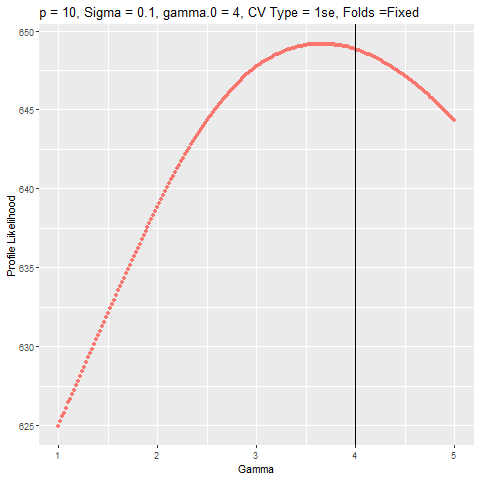 p = 10, Sigma = 0.1, gamma.0 = 4, CV Type = 1se, Folds =Fixed
650
645
640
635
630
625
Profile Likelihood
1 2 3 4 5
Gamma